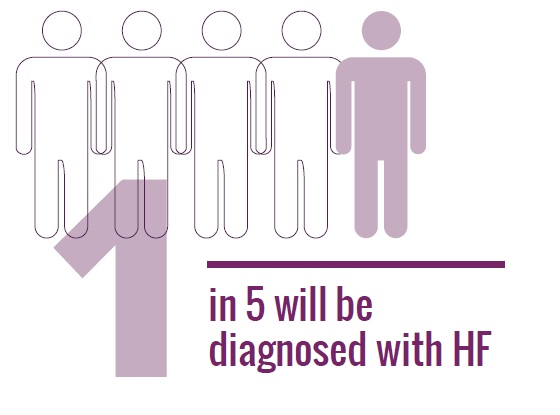 1
in 5 will be
diagnosed with HF